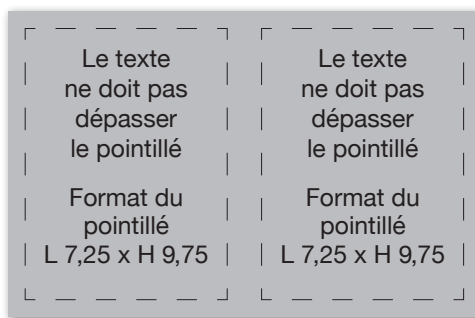 Le texte
ne doit pas
dépasser
le pointillé
Format du
pointillé
L 7,25 x H 9,75
Le texte
ne doit pas
dépasser
le pointillé
Format du
pointillé
L 7,25 x H 9,75